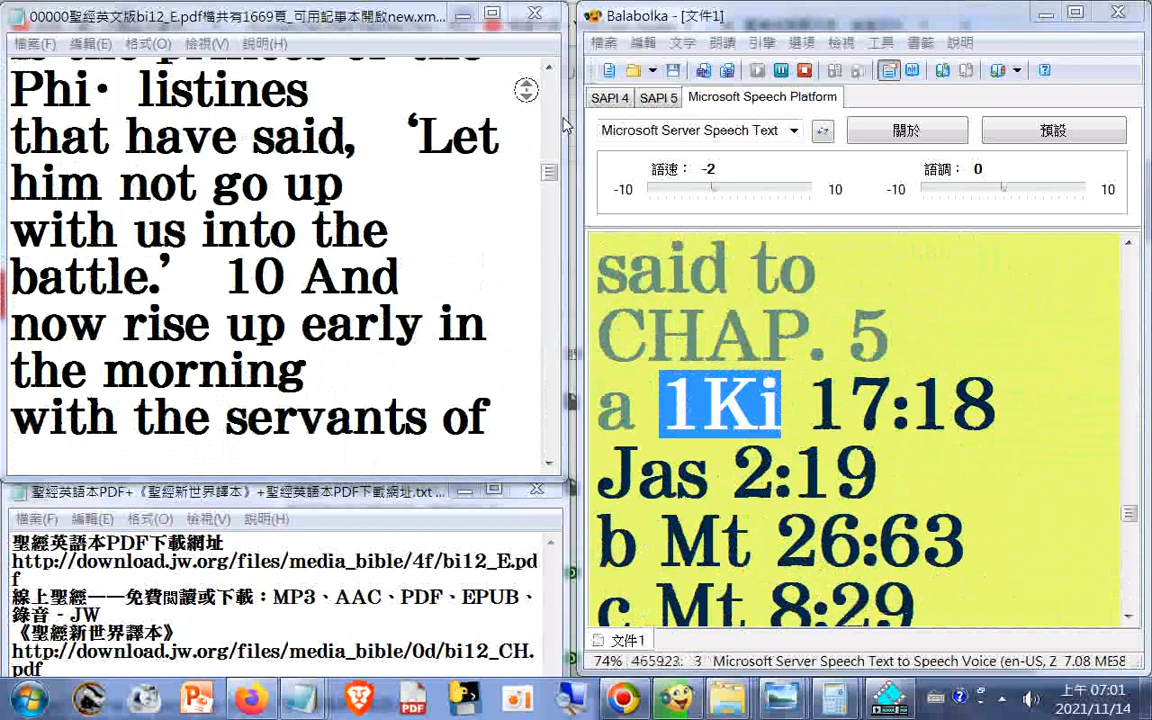 00000聖經英文版bi12_E.pdf檔共有1669頁_可用記事本開啟new.xm...
檔案(F) 編輯(E) 格式(O) 檢視(V) 說明(H)
is the princes of the
Phi· listines
that have said, ‘Let
him not go up
with us into the
battle.’ 10 And
now rise up early in
the morning
with the servants of
聖經英語本PDF+《聖經新世界譯本》+聖經英語本PDF下載網址.txt ...
檔案(F) 編輯(E) 格式(O) 檢視(V) 說明(H)
聖經英語本PDF下載網址
http://download.jw.org/files/media_bible/4f/bi12_E.pd
f
線上聖經——免費閱讀或下載：MP3、AAC、PDF、EPUB、
錄音 - JW
《聖經新世界譯本》
http://download.jw.org/files/media_bible/0d/bi12_CH.
pdf
Balabolka - [文件1]
檔案 編輯 文字 朗讀 引擎 選項 檢視 工具 書籤 說明
SAPI 4 SAPI 5 Microsoft Speech Platform
Microsoft Server Speech Text 關於 預設
語速： -2 語調： 0
-10 10 -10 10
said to
CHAP. 5
a 1Ki 17:18
Jas 2:19
b Mt 26:63
c Mt 8:29
文件1
74% 465923: 3 Microsoft Server Speech Text to Speech Voice (en-US, Z 7.08 ME58
上午 07:01
2021/11/14